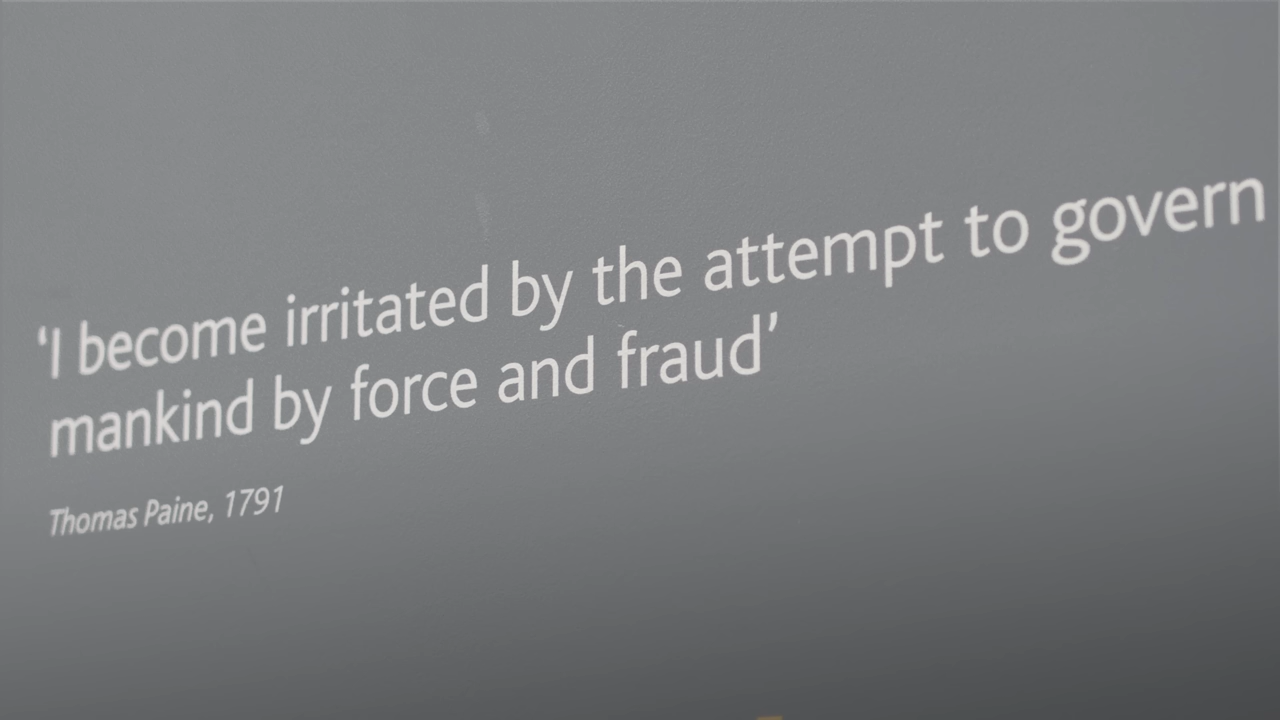 ‘I become irritated by the attempt to govern
mankind by force and fraud’
Thomas Paine, 1791